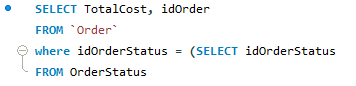 SELECT TotalCost, idOrder
FROM `Order`
where idOrderStatus = (SELECT idOrderStatus
FROM OrderStatus